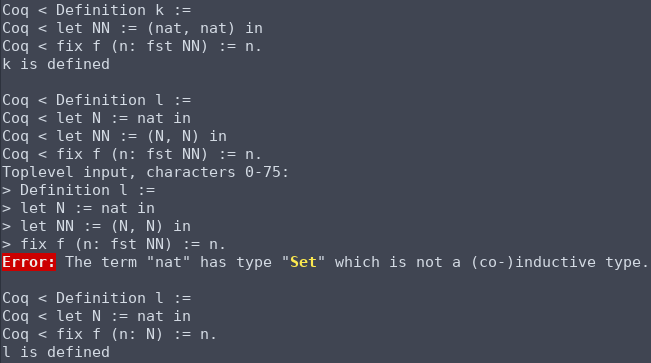 Coq < Definition k :=
Coq < let NN := (nat, nat) in
Coq < fix f (n: fst NN) := n.
k is defined
Coq < Definition l :=
Coq < let N := nat in
Coq < let NN := (N, N) in
Coq < fix f (n: fst NN) := n.
Toplevel input, characters 0-75:
> Definition l :=
> let N := nat in
> let NN := (N, N) in
> fix f (n: fst NN) := n.
Error: The term "nat" has type "Set" which is not a (co-)inductive type.
Coq < Definition l :=
Coq < let N := nat in
Coq < fix f (n: N) := n.
l is defined